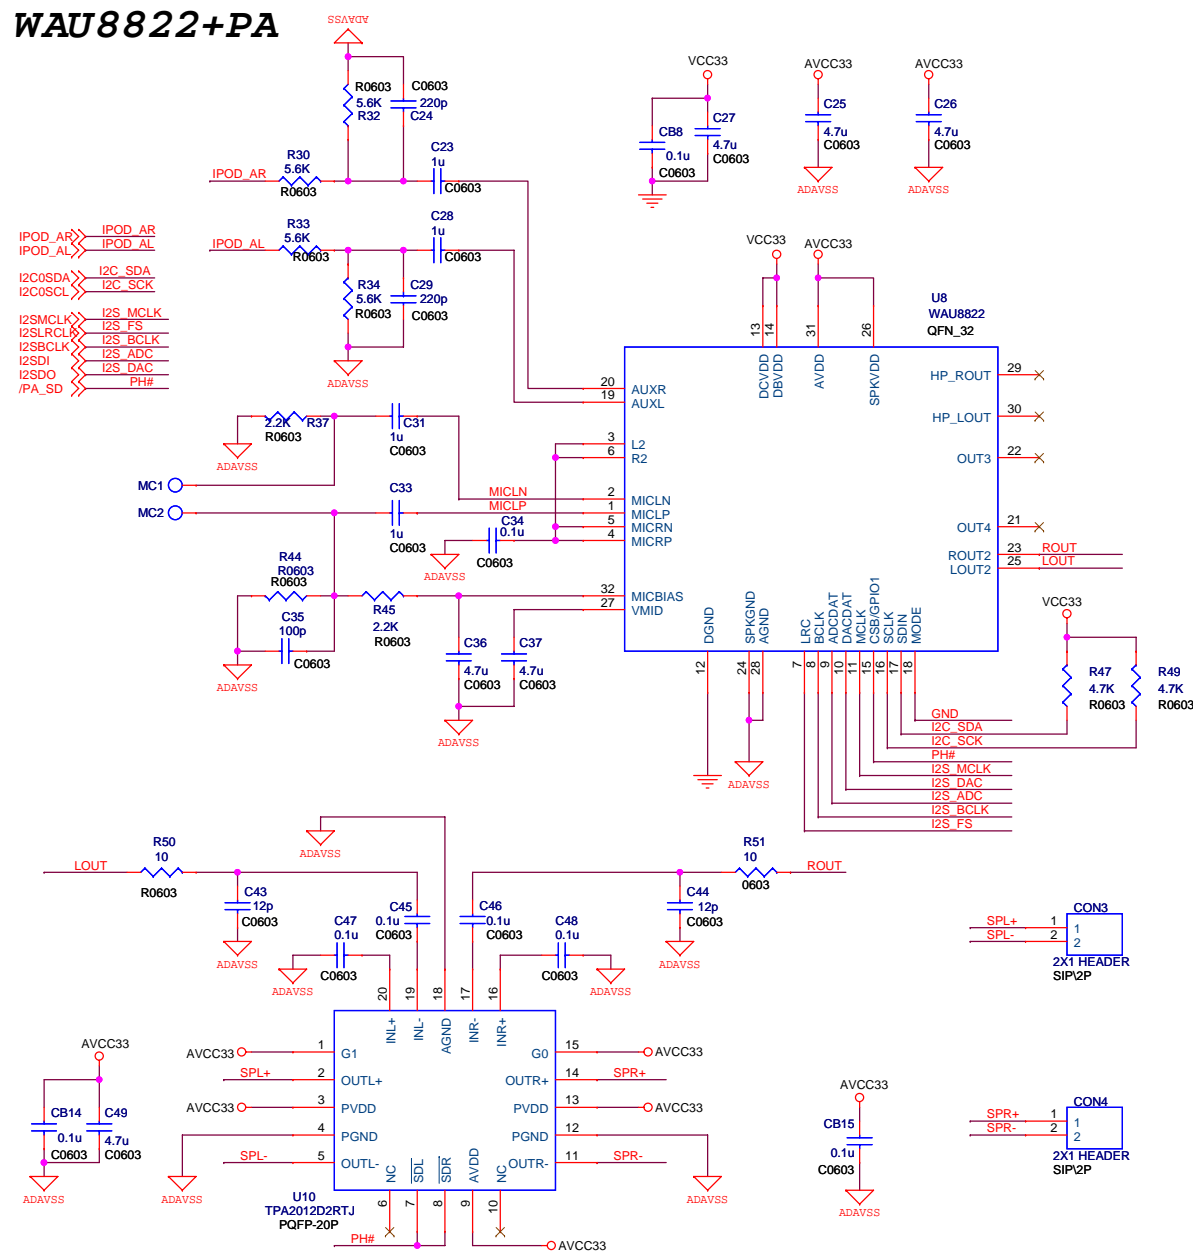 WAU8822+PA
ADAVSS
VCC33
AVCC33
AVCC33
R0603
5.6K
R32
C0603
220p
C24
CB8
0.1u
C0603
C27
4.7u
C0603
C25
4.7u
C0603
C26
4.7u
C0603
ADAVSS
ADAVSS
IPOD_AR
R30
5.6K
R0603
C23
1u
C0603
IPOD_AL
R33
5.6K
R0603
C28
1u
C0603
R34
5.6K
R0603
C29
220p
C0603
ADAVSS
IPOD_AR IPOD_AR
IPOD_AL IPOD_AL
I2C0SDA I2C_SDA
I2C0SCL I2C_SCK
I2SMCLK I2S_MCLK
I2SLRCLK I2S_FS
I2SBCLK I2S_BCLK
I2SDI I2S_ADC
I2SDO I2S_DAC
/PA_SD PH#
VCC33
AVCC33
U8
WAU8822
QFN_32
13 14 31 26
DCVDD DBVDD AVDD SPKVDD
20 AUXR
19 AUXL
3 L2
6 R2
2 MICLN
1 MICLP
5 MICRN
4 MICRP
32 MICBIAS
27 VMID
HP_ROUT 29
HP_LOUT 30
OUT3 22
OUT4 21
ROUT2 23 ROUT
LOUT2 25 LOUT
DGND SPKGND AGND LRC BCLK ADCDAT DACDAT MCLK CSB/GPIO1 SCLK SDIN MODE
12 24 28 7 8 9 10 11 15 16 17 18
2.2K R37
R0603
ADAVSS
C31
1u
C0603
MC1
MC2
MICLN
MICLP
C33
1u
C0603
C34
0.1u
C0603
ADAVSS
R44
R0603
R0603
C35
100p
C0603
ADAVSS
R45
2.2K
R0603
C36
4.7u
C0603
C37
4.7u
C0603
ADAVSS
ADAVSS
VCC33
R47
4.7K
R0603
R49
4.7K
R0603
GND
I2C_SDA
I2C_SCK
PH#
I2S_MCLK
I2S_DAC
I2S_ADC
I2S_BCLK
I2S_FS
LOUT
R50
10
R0603
C43
12p
C0603
ADAVSS
ADAVSS
C47
0.1u
C0603
ADAVSS
C45
0.1u
C0603
C46
0.1u
C0603
C48
0.1u
C0603
ADAVSS
C44
12p
C0603
ADAVSS
R51
10
0603
ROUT
20 19 18 17 16
INL+ INL- AGND INR- INR+
AVCC33 1 G1
SPL+ 2 OUTL+
AVCC33 3 PVDD
4 PGND
SPL- 5 OUTL-
G0 15 AVCC33
OUTR+ 14 SPR+
PVDD 13 AVCC33
PGND 12
OUTR- 11 SPR-
NC SDL SDR AVDD NC
6 7 8 9 10
U10
TPA2012D2RTJ
PQFP-20P
PH#
AVCC33
ADAVSS
ADAVSS
AVCC33
CB14
0.1u
C0603
C49
4.7u
C0603
ADAVSS
AVCC33
CB15
0.1u
C0603
ADAVSS
CON3
SPL+ 1 1
SPL- 2 2
2X1 HEADER
SIP\2P
CON4
SPR+ 1 1
SPR- 2 2
2X1 HEADER
SIP\2P